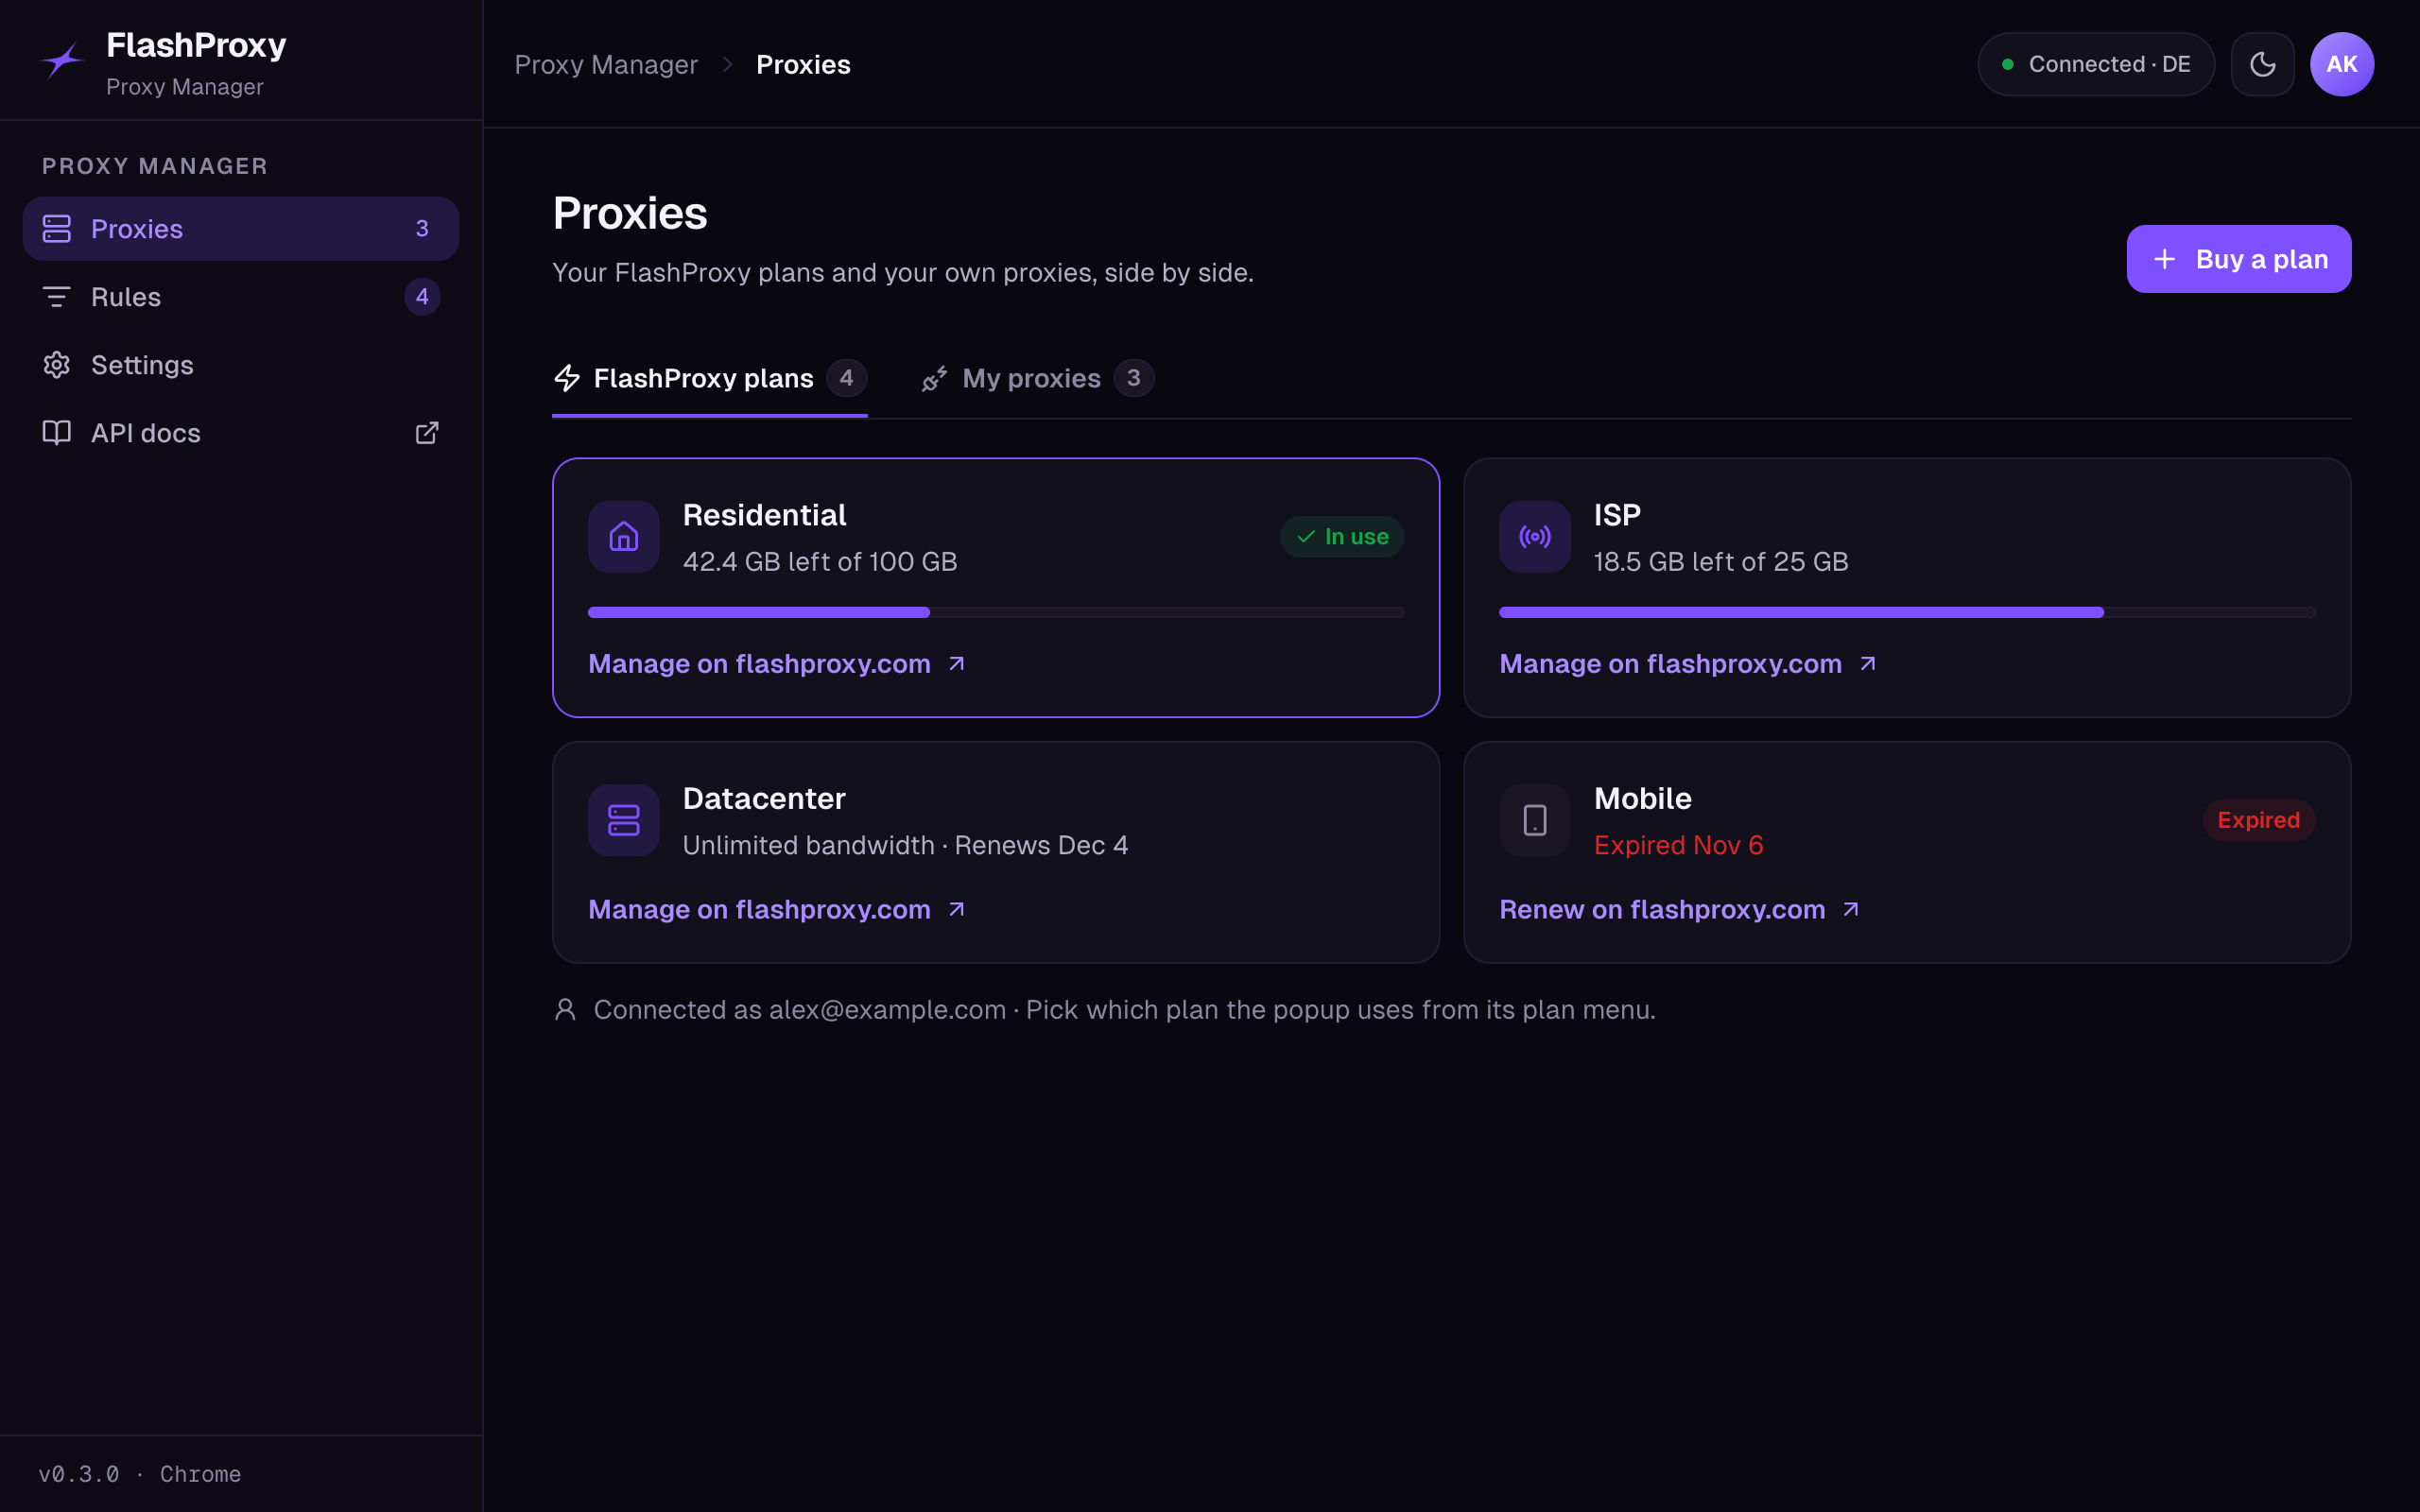 FlashProxy
Proxy Manager
PROXY MANAGER
Proxies 3
Rules 4
Settings
API docs
v0.3.0 · Chrome
Proxy Manager Proxies
Connected · DE
AK
Proxies
Your FlashProxy plans and your own proxies, side by side.
Buy a plan
FlashProxy plans 4
My proxies 3
Residential
42.4 GB left of 100 GB
In use
Manage on flashproxy.com
ISP
18.5 GB left of 25 GB
Manage on flashproxy.com
Datacenter
Unlimited bandwidth · Renews Dec 4
Manage on flashproxy.com
Mobile
Expired Nov 6
Expired
Renew on flashproxy.com
Connected as alex@example.com · Pick which plan the popup uses from its plan menu.